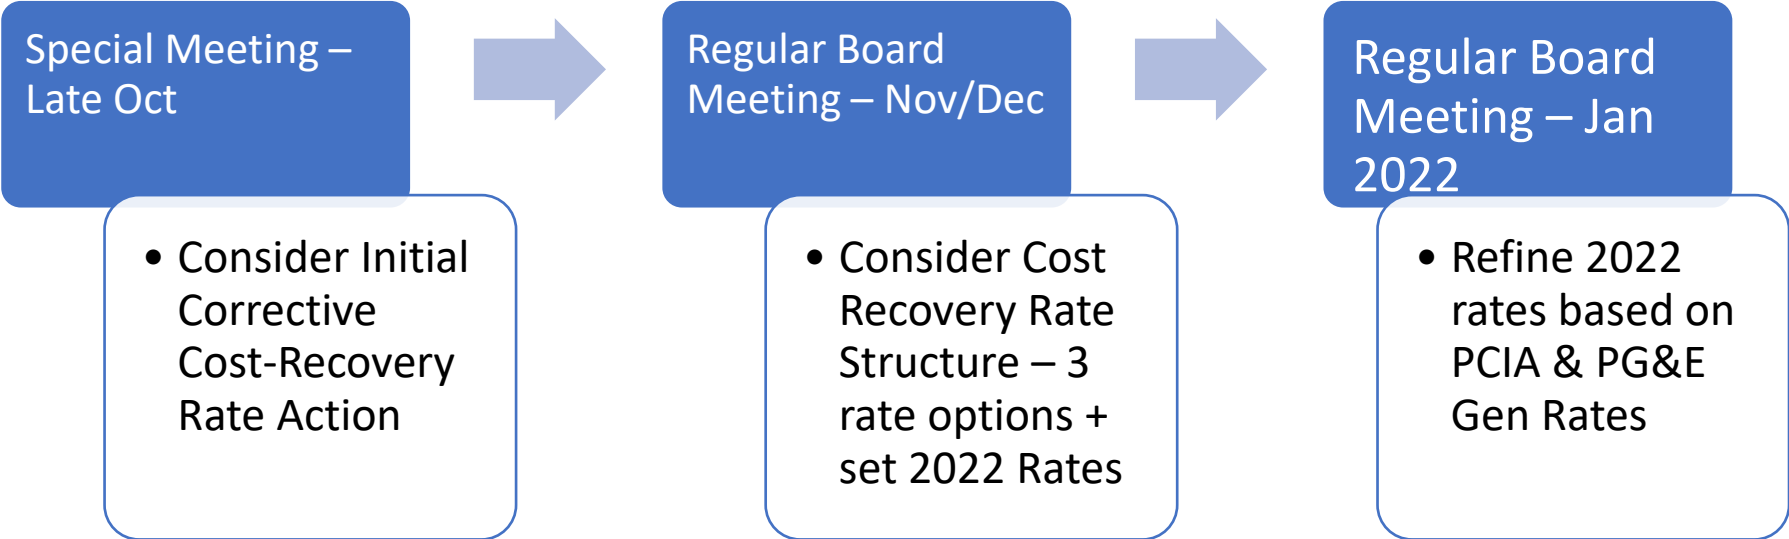 Special Meeting –
Late Oct
• Consider Initial
Corrective
Cost-Recovery
Rate Action
Regular Board
Meeting – Nov/Dec
• Consider Cost
Recovery Rate
Structure – 3
rate options +
set 2022 Rates
Regular Board
Meeting – Jan
2022
• Refine 2022
rates based on
PCIA & PG&E
Gen Rates